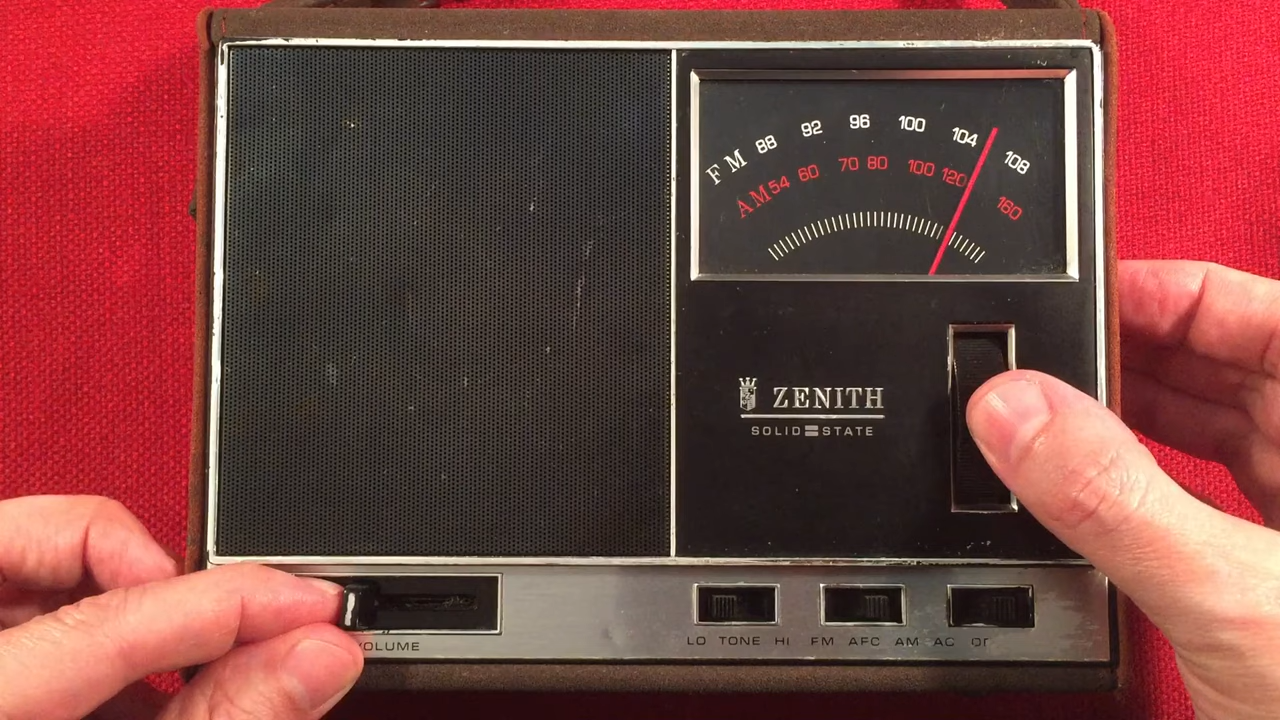 FM 88 92 96 100 104 108
AM 54 60 70 80 100 120 160
ZENITH
SOLID STATE
VOLUME
LO TONE HI
FM AFC AM
AC